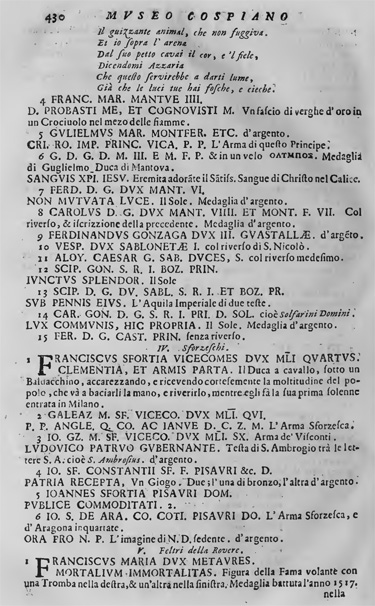 430 MVSEO COSPIANO
Il guizzante animal, che non fuggiva.
Et io sopra l'arena
Dal suo petto cavai il cor, e 'l fiele,
Dicendomi Azzaria
Che questo servirebbe a darti lume,
Già che le luci tue hai fosche, e cieche.
4 FRANC. MAR. MANTVE IIII.
D. PROBASTI ME, ET COGNOVISTI M. Vn fascio di verghe d'oro in
un Crociuolo nel mezo delle fiamme.
5 GVLIELMVS MAR. MONTFER. ETC. d'argento.
CRI. RO. IMP. PRINC. VICA. P. P. L'Arma di questo Principe.
6 G. D. G. D. M. III. E M. F. P. & in un velo ΟΛΥΜΠΟΣ. Medaglia
di Guglielmo Duca di Mantova.
SANGVIS XPI. IESV. Eremita adorāte il Sātiss. Sangue di Christo nel Calice.
7 FERD. D. G. DVX MANT. VI.
NON MVTVATA LVCE. Il Sole. Medaglia d'argento.
8 CAROLVS D. G. DVX MANT. VIIII. ET MONT. F. VII. Col
riverso, & iscrizzione della precedente. Medaglia d'argento.
9 FERDINANDVS GONZAGA DVX III. GVASTALLÆ. d'argēto.
10 VESP. DVX SABLONETÆ I. col riverso di S. Nicolò.
11 ALOY. CAESAR G. SAB. DVCES, S. col riverso medesimo.
12 SCIP. GON. S. R. I. BOZ. PRIN.
IVNCTVS SPLENDOR. Il Sole
13 SCIP. D. G. DV. SABL. S. R. I. ET BOZ. PR.
SVB PENNIS EIVS. L'Aquila Imperiale di due teste.
14 CAR. GON. D. G. S. R. I. PRI. D. SOL. cioè Solfarini Domini.
LVX COMMVNIS, HIC PROPRIA. Il Sole. Medaglia d'argento.
15 FER. D. G. CAST. PRIN. senza riverso.
IV. Sforzeschi.
1 FRANCISCVS SFORTIA VICECOMES DVX MLI QVARTVS.
CLEMENTIA, ET ARMIS PARTA. Il Duca a cavallo, sotto un
Baldacchino, accarezzando, e ricevendo cortesemente la moltitudine del po-
polo, che và a baciarli la mano, e riverirlo, mentre egli fà la sua prima solenne
entrata in Milano.
2 GALEAZ M. SF. VICECO. DVX MLI. QVI.
P. P. ANGLE. Q. CO. AC IANVE D. C. Z. M. L'Arma Sforzesca.
3 IO. GZ. M. SF. VICECO. DVX MLI. SX. Arma de' Visconti.
LVDOVICO PATRVO GVBERNANTE. Testa di S. Ambrogio trà le let-
tere S. A. cioè S. Ambrosius. d'argento.
4 IO. SF. CONSTANTII SF. F. PISAVRI &c. D.
PATRIA RECEPTA. Vn Giogo. Due; l'una di bronzo, l'altra d'argento.
5 IOANNES SFORTIA PISAVRI DOM.
PVBLICE COMMODITATI. 2.
6 IO. S. DE ARA. CO. COTI. PISAVRI DO. L'Arma Sforzesca, e
d'Aragona inquartate.
ORA PRO N. P. L'imagine di N. D. sedente. d'argento.
V. Feltri della Rovere.
1 FRANCISCVS MARIA DVX METAVRES.
MORTALIVM IMMORTALITAS. Figura della Fama volante con
una Tromba nella destra, & un'altra nella sinistra, Medaglia battuta l'anno 1517.
nella